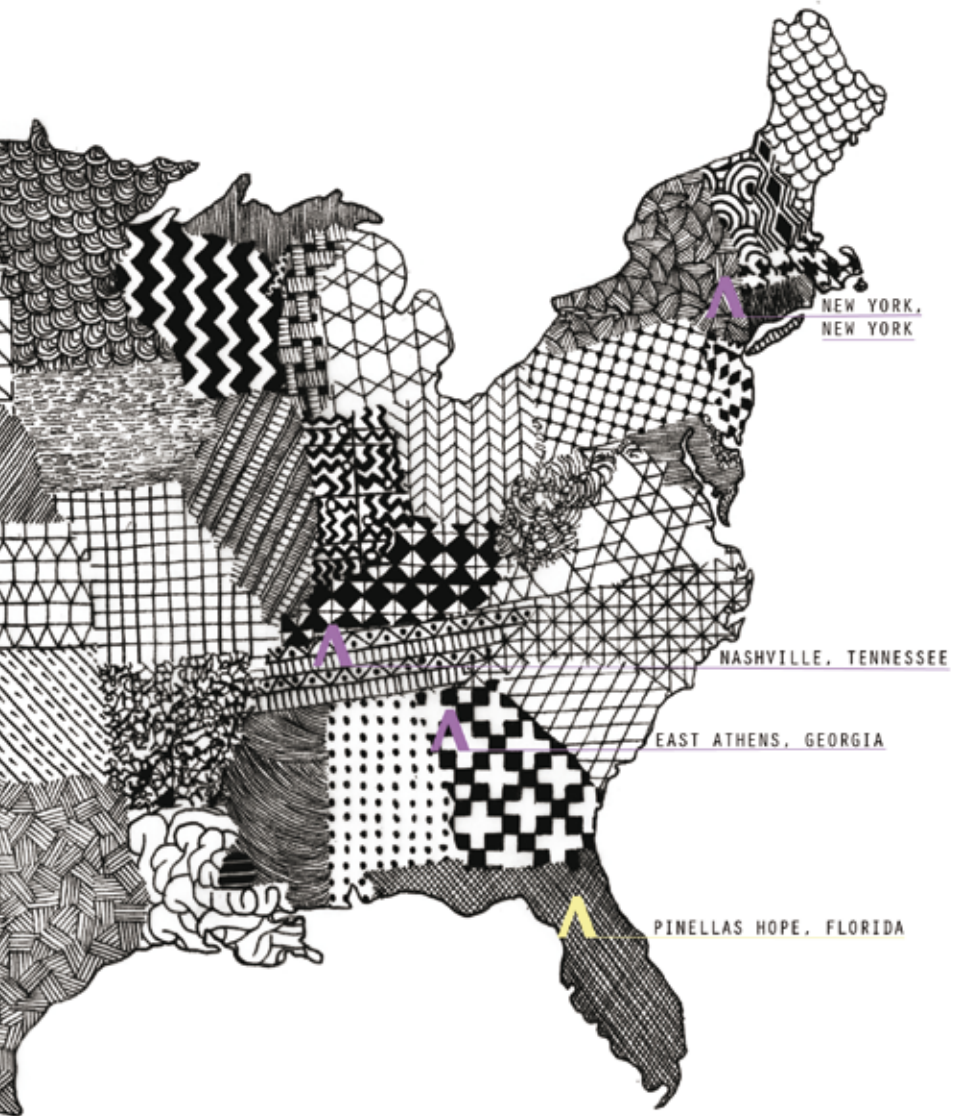 NEW YORK,
NEW YORK
NASHVILLE, TENNESSEE
EAST ATHENS, GEORGIA
PINELLAS HOPE, FLORIDA